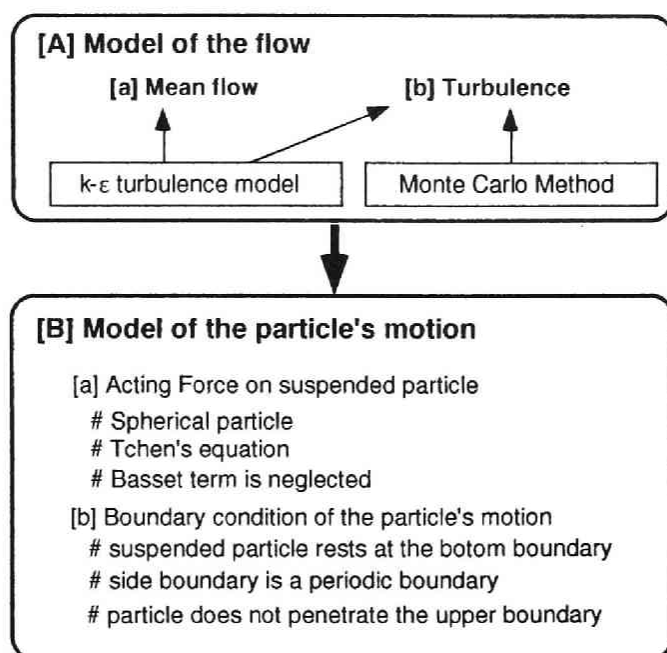 [A] Model of the flow
[a] Mean flow [b] Turbulence
k-ε turbulence model Monte Carlo Method
[B] Model of the particle's motion
[a] Acting Force on suspended particle
# Spherical particle
# Tchen's equation
# Basset term is neglected
[b] Boundary condition of the particle's motion
# suspended particle rests at the botom boundary
# side boundary is a periodic boundary
# particle does not penetrate the upper boundary